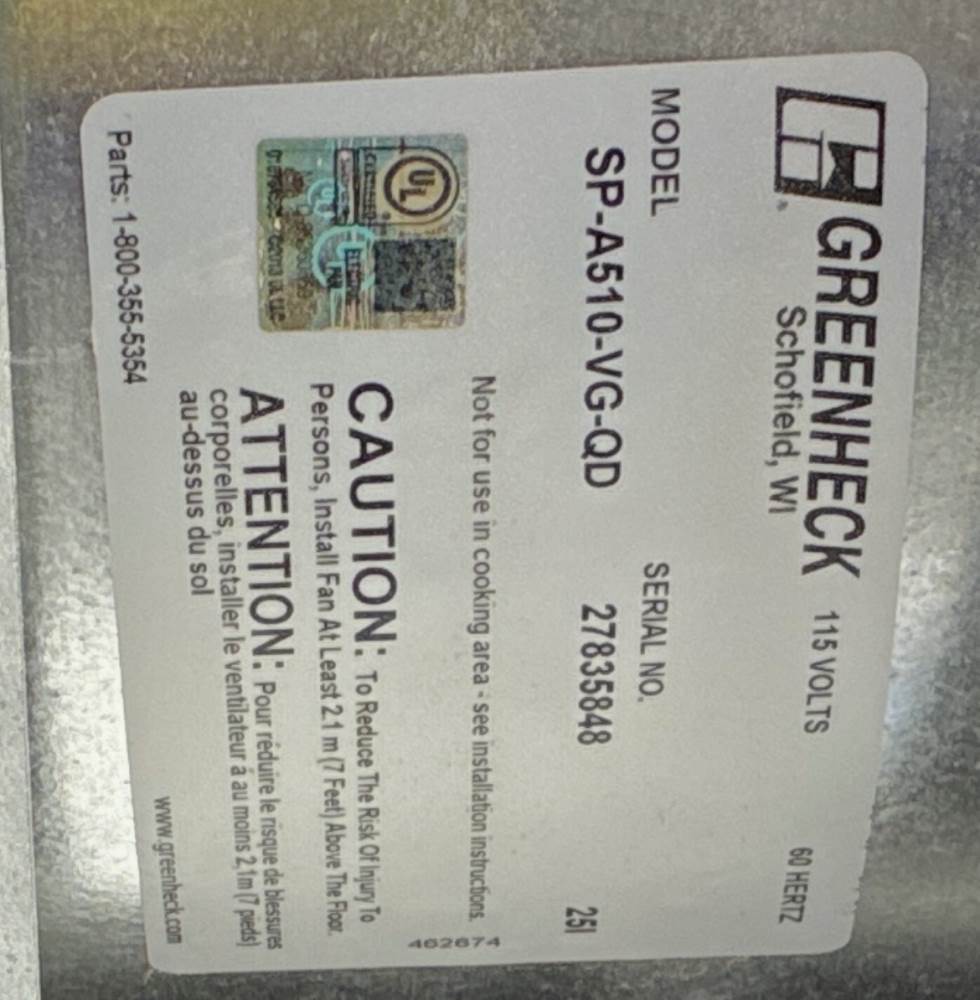 GREENHECK 115 VOLTS 60 HERTZ
Schofield, WI
MODEL SERIAL NO.
SP-A510-VG-QD 27835848 25I
Not for use in cooking area - see installation instructions.
462674
UL
CAUTION: To Reduce The Risk Of Injury To
Persons, Install Fan At Least 2.1 m (7 Feet) Above The Floor.
ATTENTION: Pour réduire le risque de blessures
corporelles, installer le ventilateur á au moins 2,1m (7 pieds)
au-dessus du sol
Parts: 1-800-355-5354 www.greenheck.com